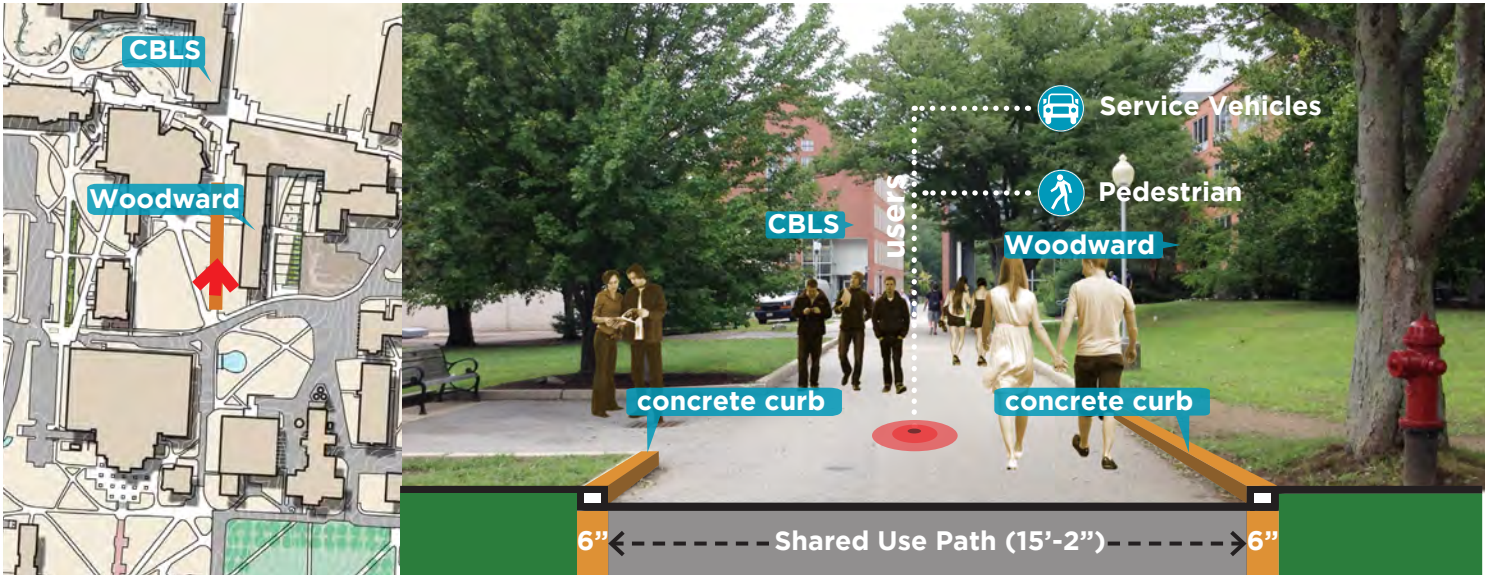 CBLS
Woodward
Service Vehicles
Pedestrian
users
CBLS
Woodward
concrete curb
concrete curb
6”
Shared Use Path (15’-2”)
6”